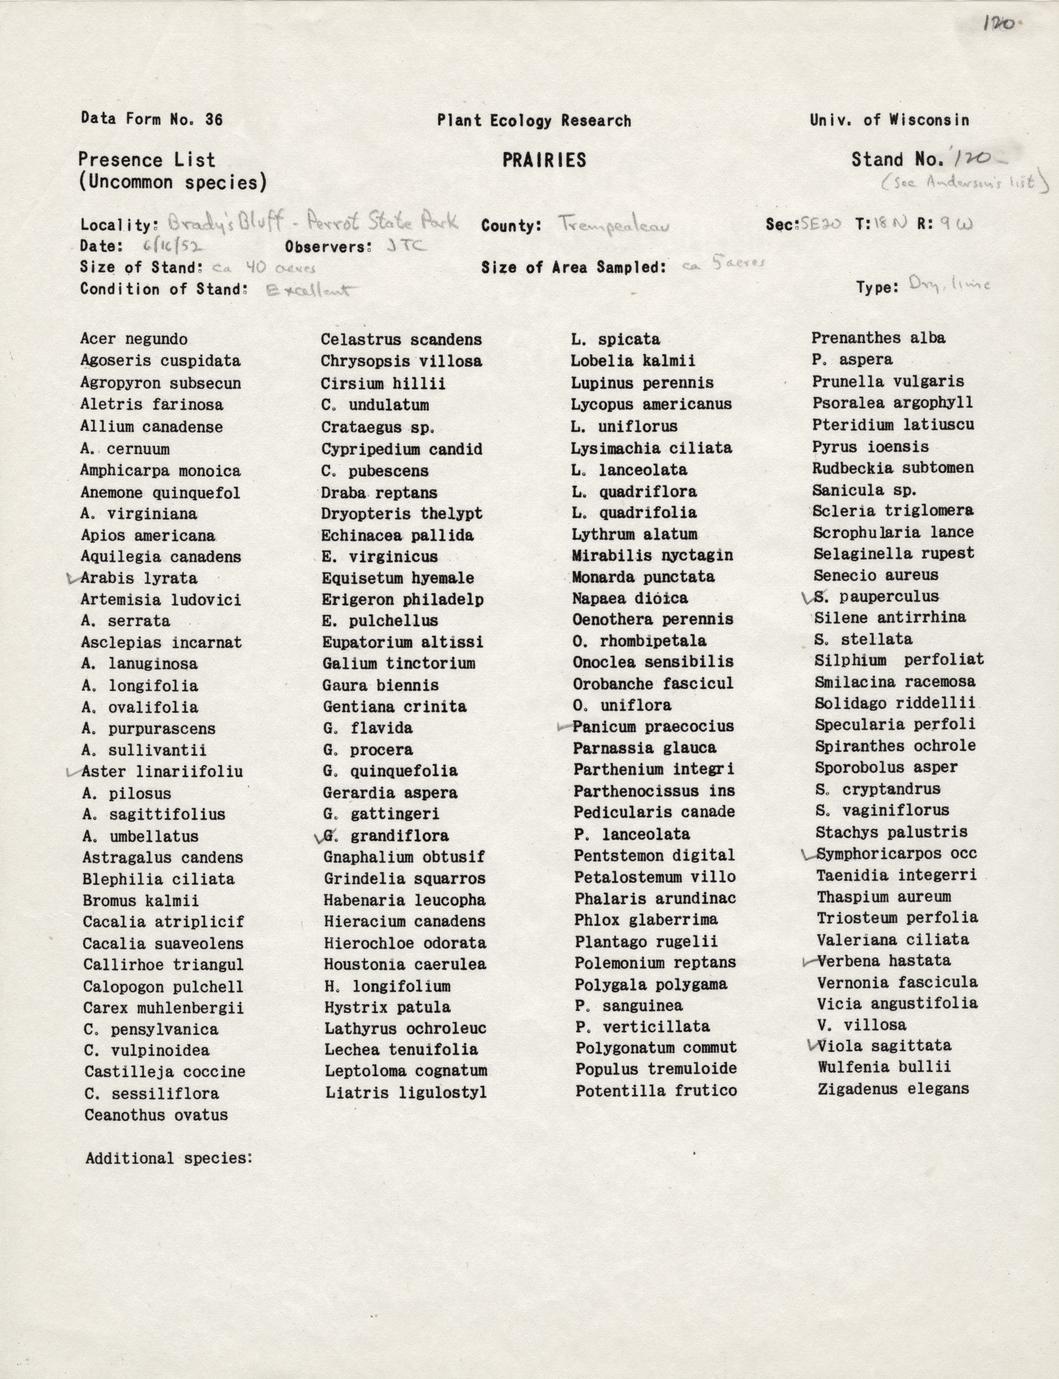 120
Data Form No. 36 Plant Ecology Research Univ. of Wisconsin
Presence List PRAIRIES Stand No. 120
(Uncommon species) (See Anderson's list)
Locality: Brady's Bluff - Perrot State Park County: Trempealeau Sec: SE20 T: 18 N R: 9 W
Date: 6/16/52 Observers: JTC
Size of Stand: ca 40 acres Size of Area Sampled: ca 5 acres
Condition of Stand: Excellent Type: Dry, lime
Acer negundo
Agoseris cuspidata
Agropyron subsecun
Aletris farinosa
Allium canadense
A. cernuum
Amphicarpa monoica
Anemone quinquefol
A. virginiana
Apios americana
Aquilegia canadens
✓Arabis lyrata
Artemisia ludovici
A. serrata
Asclepias incarnat
A. lanuginosa
A. longifolia
A. ovalifolia
A. purpurascens
A. sullivantii
✓Aster linariifoliu
A. pilosus
A. sagittifolius
A. umbellatus
Astragalus candens
Blephilia ciliata
Bromus kalmii
Cacalia atriplicif
Cacalia suaveolens
Callirhoe triangul
Calopogon pulchell
Carex muhlenbergii
C. pensylvanica
C. vulpinoidea
Castilleja coccine
C. sessiliflora
Ceanothus ovatus
Celastrus scandens
Chrysopsis villosa
Cirsium hillii
C. undulatum
Crataegus sp.
Cypripedium candid
C. pubescens
Draba reptans
Dryopteris thelypt
Echinacea pallida
E. virginicus
Equisetum hyemale
Erigeron philadelp
E. pulchellus
Eupatorium altissi
Galium tinctorium
Gaura biennis
Gentiana crinita
G. flavida
G. procera
G. quinquefolia
Gerardia aspera
G. gattingeri
✓G. grandiflora
Gnaphalium obtusif
Grindelia squarros
Habenaria leucopha
Hieracium canadens
Hierochloe odorata
Houstonia caerulea
H. longifolium
Hystrix patula
Lathyrus ochroleuc
Lechea tenuifolia
Leptoloma cognatum
Liatris ligulostyl
L. spicata
Lobelia kalmii
Lupinus perennis
Lycopus americanus
L. uniflorus
Lysimachia ciliata
L. lanceolata
L. quadriflora
L. quadrifolia
Lythrum alatum
Mirabilis nyctagin
Monarda punctata
Napaea dioica
Oenothera perennis
O. rhombipetala
Onoclea sensibilis
Orobanche fascicul
O. uniflora
✓Panicum praecocius
Parnassia glauca
Parthenium integri
Parthenocissus ins
Pedicularis canade
P. lanceolata
Pentstemon digital
Petalostemum villo
Phalaris arundinac
Phlox glaberrima
Plantago rugelii
Polemonium reptans
Polygala polygama
P. sanguinea
P. verticillata
Polygonatum commut
Populus tremuloide
Potentilla frutico
Prenanthes alba
P. aspera
Prunella vulgaris
Psoralea argophyll
Pteridium latiuscu
Pyrus ioensis
Rudbeckia subtomen
Sanicula sp.
Scleria triglomera
Scrophularia lance
Selaginella rupest
Senecio aureus
✓S. pauperculus
Silene antirrhina
S. stellata
Silphium perfoliat
Smilacina racemosa
Solidago riddellii
Specularia perfoli
Spiranthes ochrole
Sporobolus asper
S. cryptandrus
S. vaginiflorus
Stachys palustris
✓Symphoricarpos occ
Taenidia integerri
Thaspium aureum
Triosteum perfolia
Valeriana ciliata
✓Verbena hastata
Vernonia fascicula
Vicia angustifolia
V. villosa
✓Viola sagittata
Wulfenia bullii
Zigadenus elegans
Additional species: